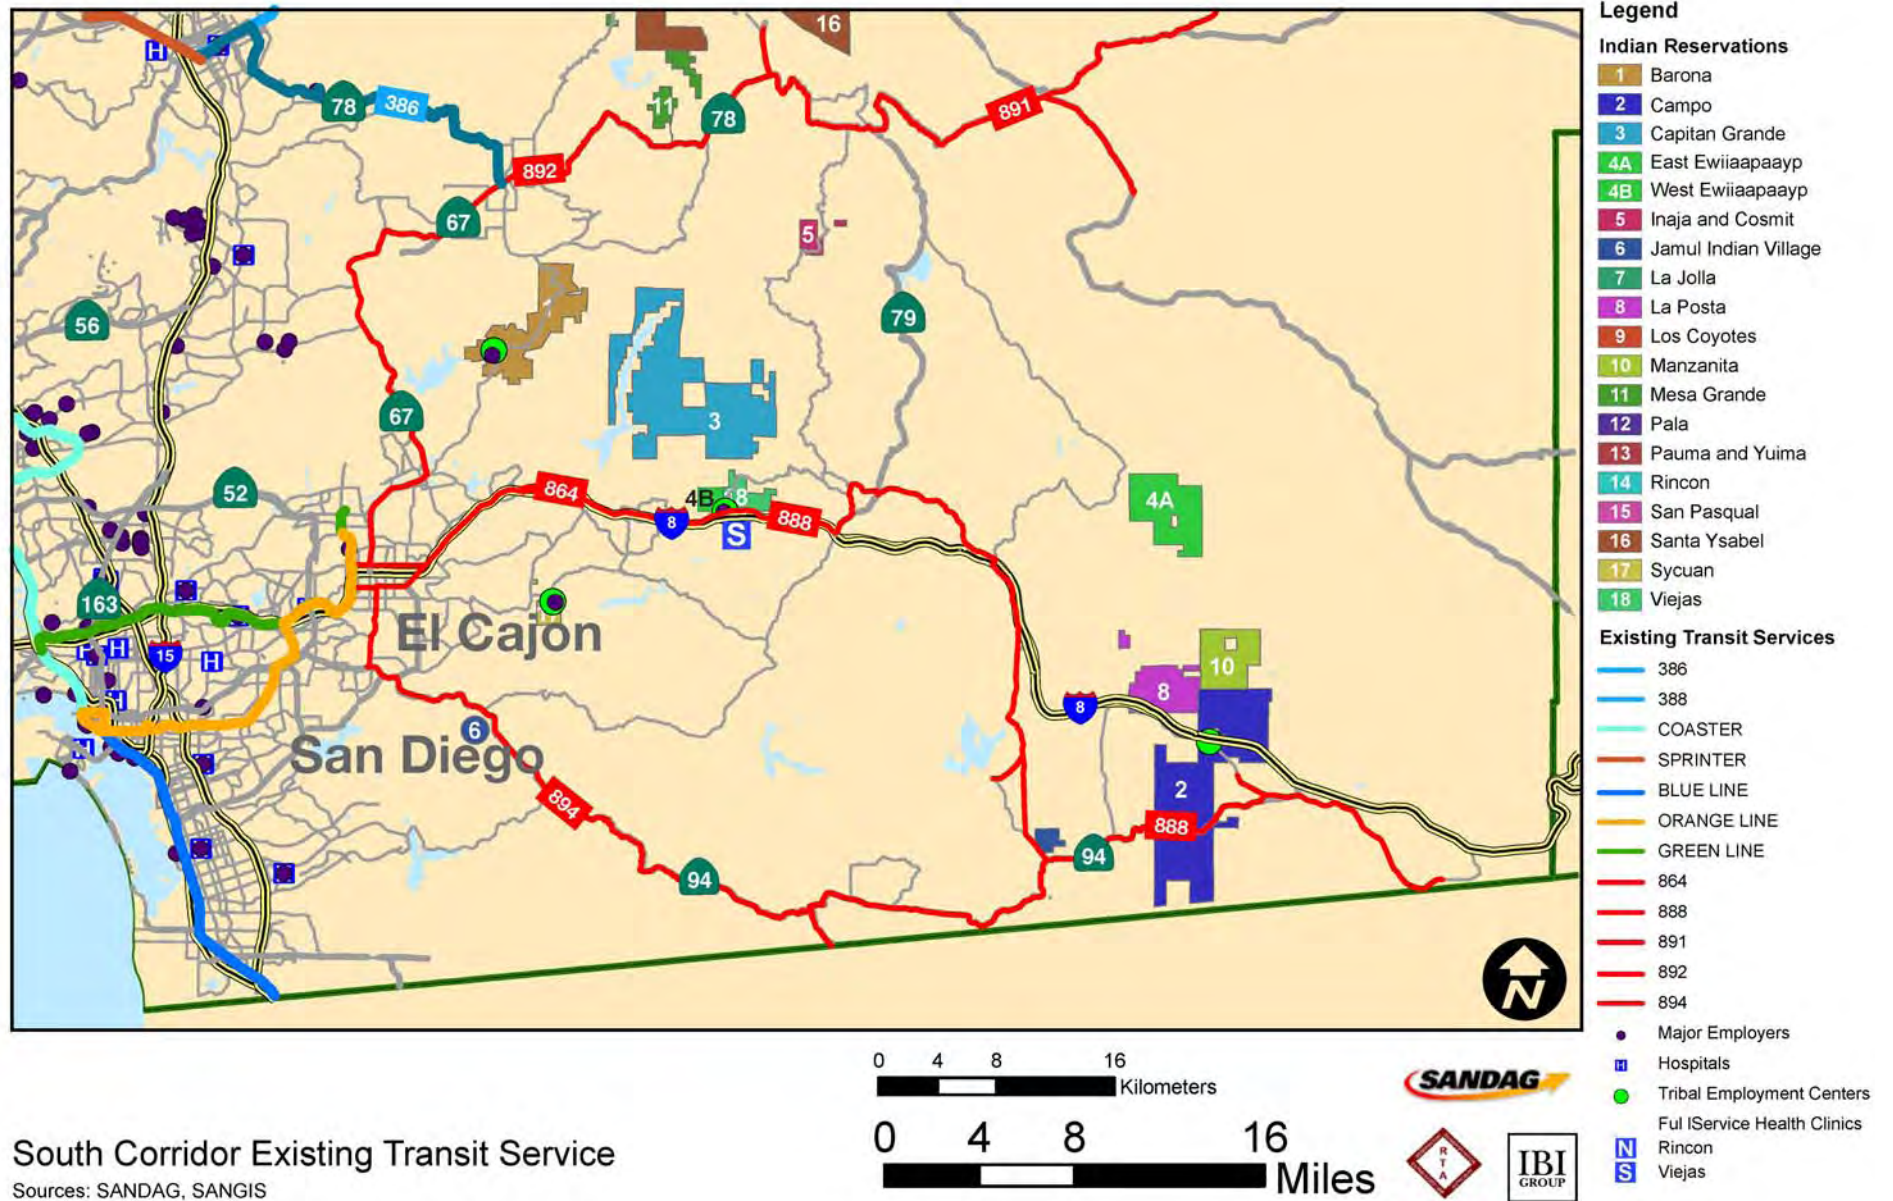 16
H
78
386
11
78
891
892
67
5
56
79
67
3
52
864
4B
18
8
888
S
4A
163
El Cajon
H
H
15
H
10
8
8
H
6
San Diego
H
894
2
888
94
94
N
Legend
Indian Reservations
1 Barona
2 Campo
3 Capitan Grande
4A East Ewiiaapaayp
4B West Ewiiaapaayp
5 Inaja and Cosmit
6 Jamul Indian Village
7 La Jolla
8 La Posta
9 Los Coyotes
10 Manzanita
11 Mesa Grande
12 Pala
13 Pauma and Yuima
14 Rincon
15 San Pasqual
16 Santa Ysabel
17 Sycuan
18 Viejas
Existing Transit Services
386
388
COASTER
SPRINTER
BLUE LINE
ORANGE LINE
GREEN LINE
864
888
891
892
894
Major Employers
H Hospitals
Tribal Employment Centers
Ful lService Health Clinics
N Rincon
S Viejas
0 4 8 16
Kilometers
0 4 8 16
Miles
SANDAG
RTA
IBI
GROUP
South Corridor Existing Transit Service
Sources: SANDAG, SANGIS